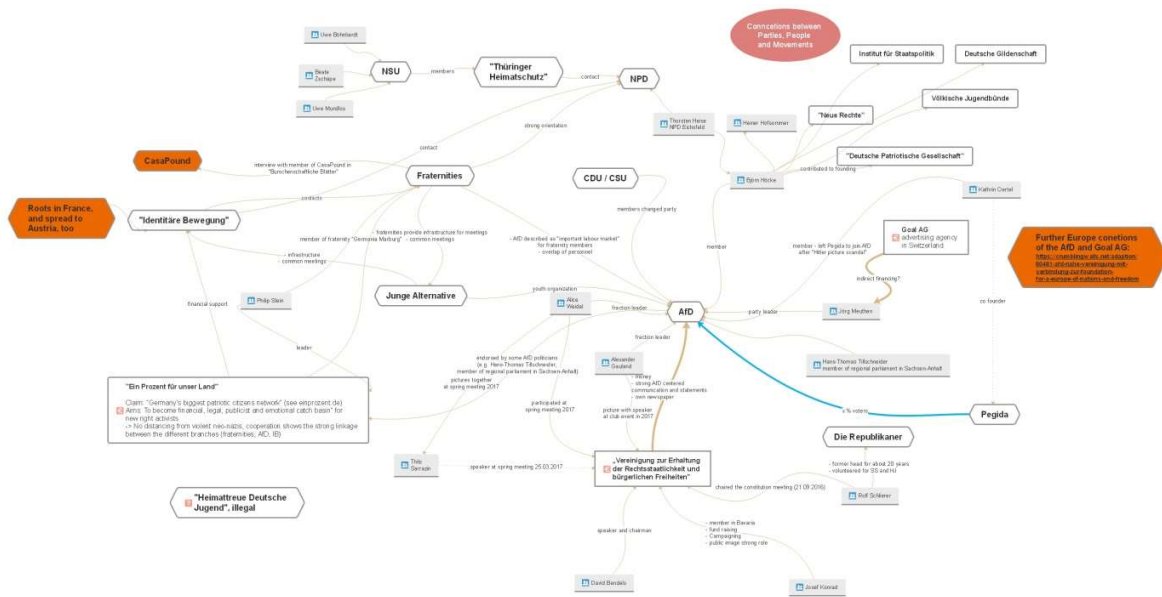 Conncetions between
Parties, People
and Movements
Uwe Böhnhardt
Beate
Zschäpe
Uwe Mundlos
NSU
members
"Thüringer
Heimatschutz"
contact
NPD
strong orientation
contact
Thorsten Heise
NPD Eichsfeld
Heiner Hofsommer
Björn Höcke
Institut für Staatspolitik
Deutsche Gildenschaft
Völkische Jugendbünde
"Neue Rechte"
"Deutsche Patriotische Gesellschaft"
contributed to founding
CasaPound
interview with member of CasaPound in
"Burschenschaftliche Blätter"
Fraternities
CDU / CSU
members changed party
Kathrin Oertel
Roots in France,
and spread to
Austria, too
"Identitäre Bewegung"
contacts
- fraternities provide infrastructure for meetings
- common meetings
member of fraternity "Germania Marburg"
- AfD described as "important labour market"
for fraternity members
- overlap of personnel
member
member - left Pegida to join AfD
after "Hitler picture scandal"
Goal AG
advertising agency
in Switzerland
Further Europe conetions
of the AfD and Goal AG:
- infrastructure
- common meetings
indirect financing?
financial support
Philip Stein
Junge Alternative
youth organisation
Alice
Weidel
fraction leader
AfD
party leader
Jörg Meuthen
co founder
leader
fraction leader
endorsed by some AfD politicians
(e.g. Hans-Thomas Tillschneider,
member of regional parliament in Sachsen-Anhalt)
Alexander
Gauland
Hans-Thomas Tillschneider
member of regional parliament in Sachsen-Anhalt
pictures together
at spring meeting 2017
- money
- strong AfD centered
communication and statements
- own newspaper
"Ein Prozent für unser Land"
Claim: "Germany's biggest patriotic citizens network" (see einprozent.de)
Aims: To become financial, legal, publicist and emotional catch basin" for
new right activists
-> No distancing from violent neo-nazis, cooperation shows the strong linkage
between the different branches (fraternities, AfD, IB)
participated at
spring meeting 2017
picture with speaker
at club event in 2017
% voters
Pegida
Die Republikaner
- former head for about 20 years
- volunteered for SS and HJ
Thilo
Sarrazin
speaker at spring meeting 25.03.2017
„Vereinigung zur Erhaltung
der Rechtsstaatlichkeit und
bürgerlichen Freiheiten"
chaired the constitution meeting (21.09.2016)
Rolf Schlierer
"Heimattreue Deutsche
Jugend", illegal
speaker and chairman
- member in Bavaria
- fund raising
- Campaigning
- public image strong role
David Bendels
Josef Konrad